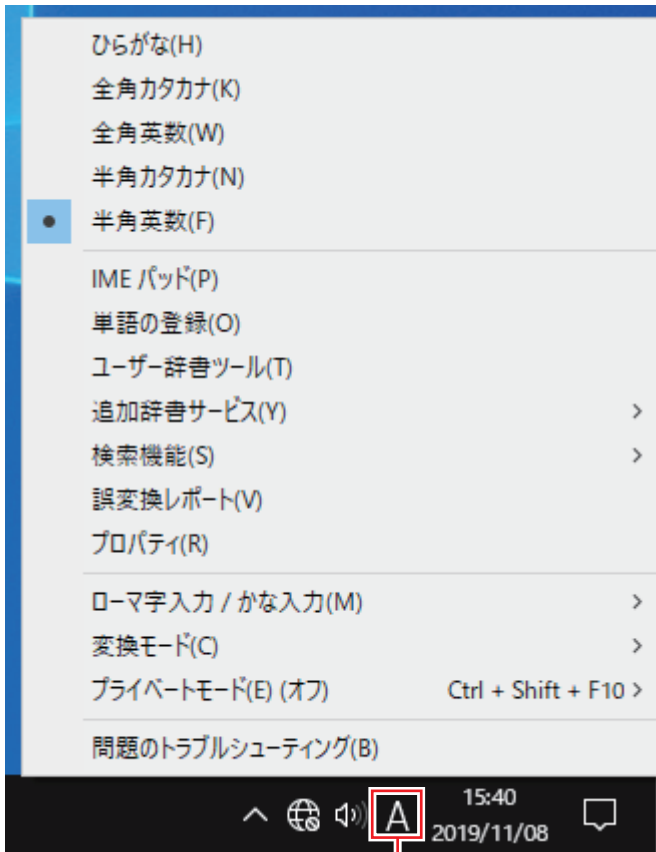 ひらがな(H)
全角カタカナ(K)
全角英数(W)
半角カタカナ(N)
半角英数(F)
IME パッド(P)
単語の登録(O)
ユーザー辞書ツール(T)
追加辞書サービス(Y)
検索機能(S)
誤変換レポート(V)
プロパティ(R)
ローマ字入力 / かな入力(M)
変換モード(C)
プライベートモード(E) (オフ) Ctrl + Shift + F10
問題のトラブルシューティング(B)
A 15:40
2019/11/08